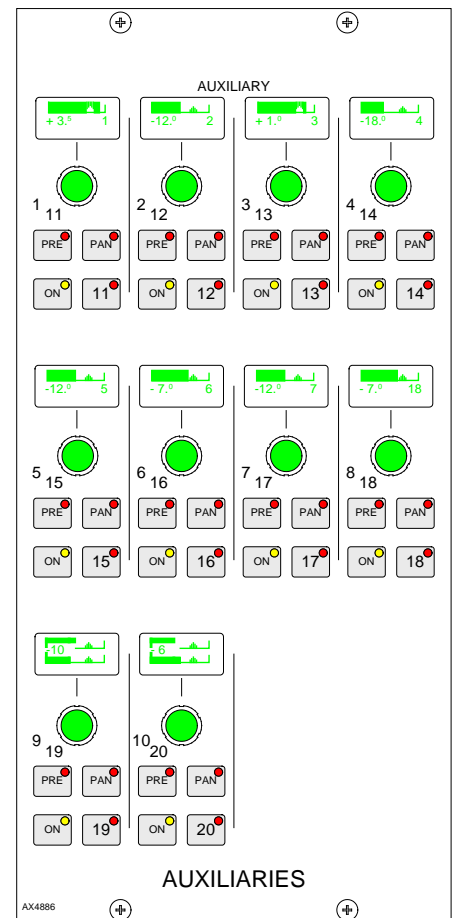 AUXILIARY
+ 3.⁹ 1
-12.⁰ 2
+ 1.⁰ 3
-18.⁰ 4
1 11
2 12
3 13
4 14
PRE PAN PRE PAN PRE PAN PRE PAN
ON 11 ON 12 ON 13 ON 14
-12.⁰ 5
- 7.⁰ 6
-12.⁰ 7
- 7.⁰ 18
5 15
6 16
7 17
8 18
PRE PAN PRE PAN PRE PAN PRE PAN
ON 15 ON 16 ON 17 ON 18
-10
- 6
9 19
10 20
PRE PAN PRE PAN
ON 19 ON 20
AUXILIARIES
AX4886